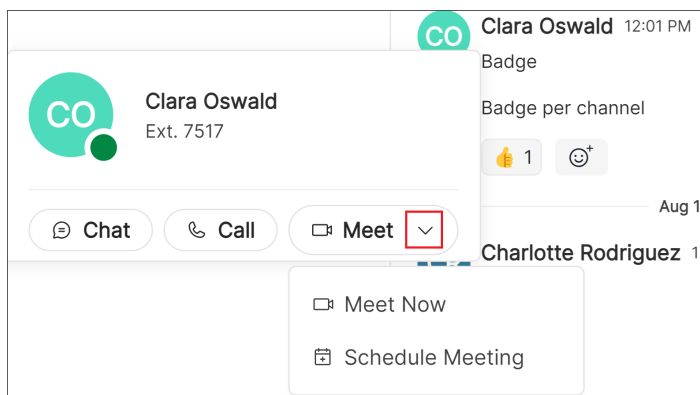 CO Clara Oswald 12:01 PM
Badge
Badge per channel
👍 1
Aug 1
Charlotte Rodriguez 1
CO
Clara Oswald
Ext. 7517
Chat Call Meet
Meet Now
Schedule Meeting